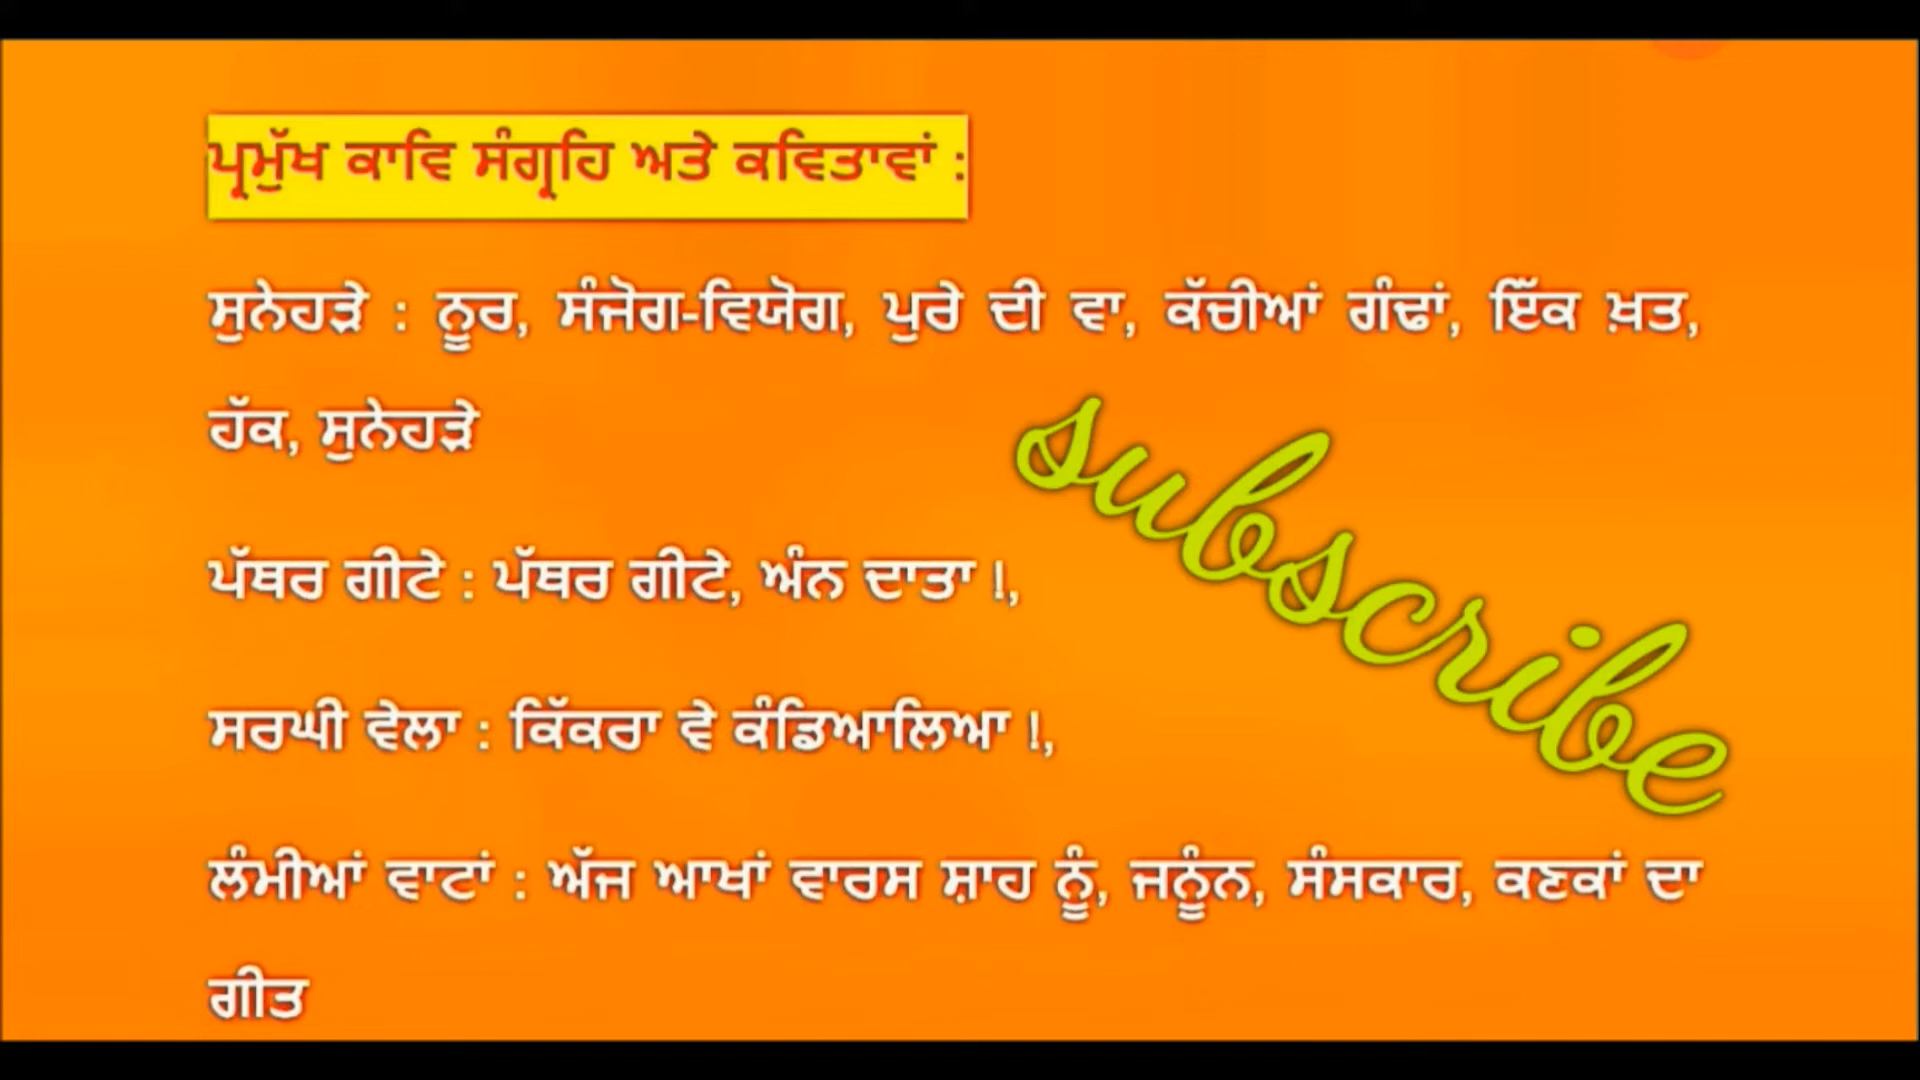 ਪ੍ਰਮੁੱਖ ਕਾਵਿ ਸੰਗ੍ਰਹਿ ਅਤੇ ਕਵਿਤਾਵਾਂ :
ਸੁਨੇਹੜੇ : ਨੂਰ, ਸੰਜੋਗ-ਵਿਯੋਗ, ਪੁਰੇ ਦੀ ਵਾ, ਕੱਚੀਆਂ ਗੰਢਾਂ, ਇੱਕ ਖ਼ਤ,
ਹੱਕ, ਸੁਨੇਹੜੇ
subscribe
ਪੱਥਰ ਗੀਟੇ : ਪੱਥਰ ਗੀਟੇ, ਅੰਨ ਦਾਤਾ !,
ਸਰਘੀ ਵੇਲਾ : ਕਿੱਕਰਾ ਵੇ ਕੰਡਿਆਲਿਆ !,
ਲੰਮੀਆਂ ਵਾਟਾਂ : ਅੱਜ ਆਖਾਂ ਵਾਰਸ ਸ਼ਾਹ ਨੂੰ, ਜਨੂੰਨ, ਸੰਸਕਾਰ, ਕਣਕਾਂ ਦਾ
ਗੀਤ